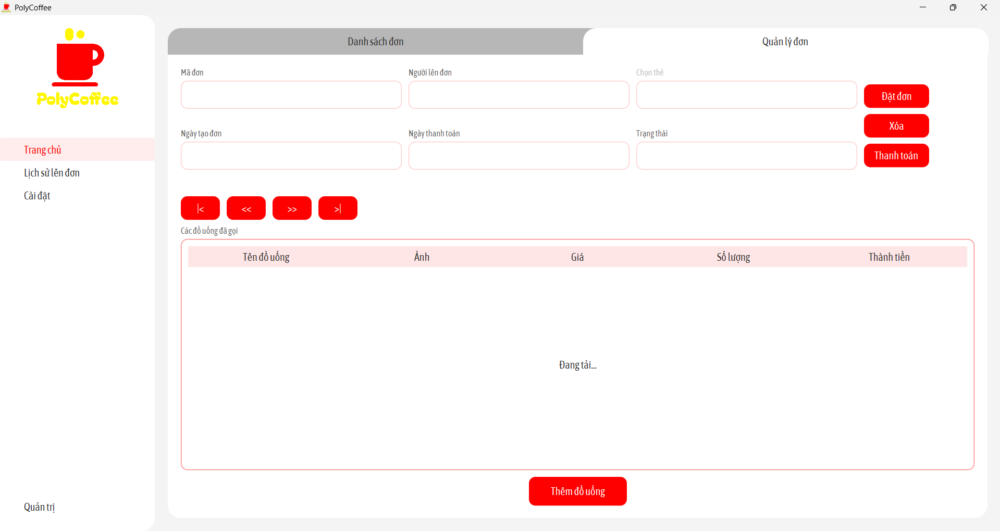 PolyCoffee
PolyCoffee
Trang chủ
Lịch sử lên đơn
Cài đặt
Quản trị
Danh sách đơn
Quản lý đơn
Mã đơn
Người lên đơn
Chọn thẻ
Đặt đơn
Xóa
Ngày tạo đơn
Ngày thanh toán
Trạng thái
Thanh toán
|<
<<
>>
>|
Các đồ uống đã gọi
Tên đồ uống
Ảnh
Giá
Số lượng
Thành tiền
Đang tải...
Thêm đồ uống